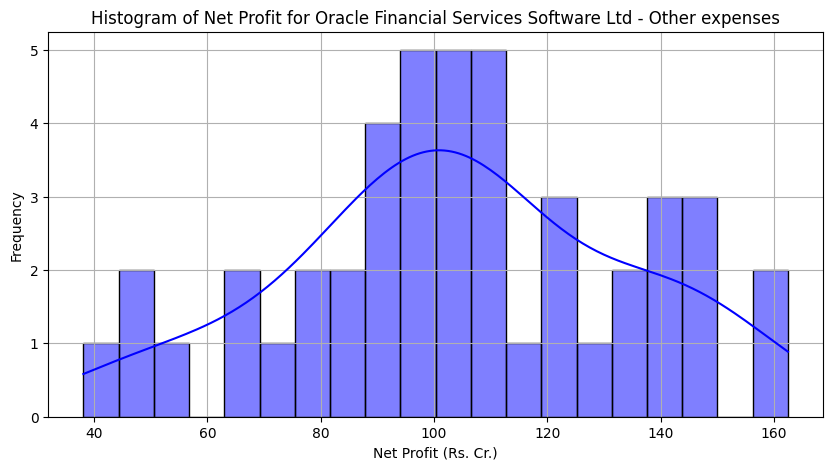 Histogram of Net Profit for Oracle Financial Services Software Ltd - Other expenses
5
4
3
2
1
0
Frequency
40 60 80 100 120 140 160
Net Profit (Rs. Cr.)